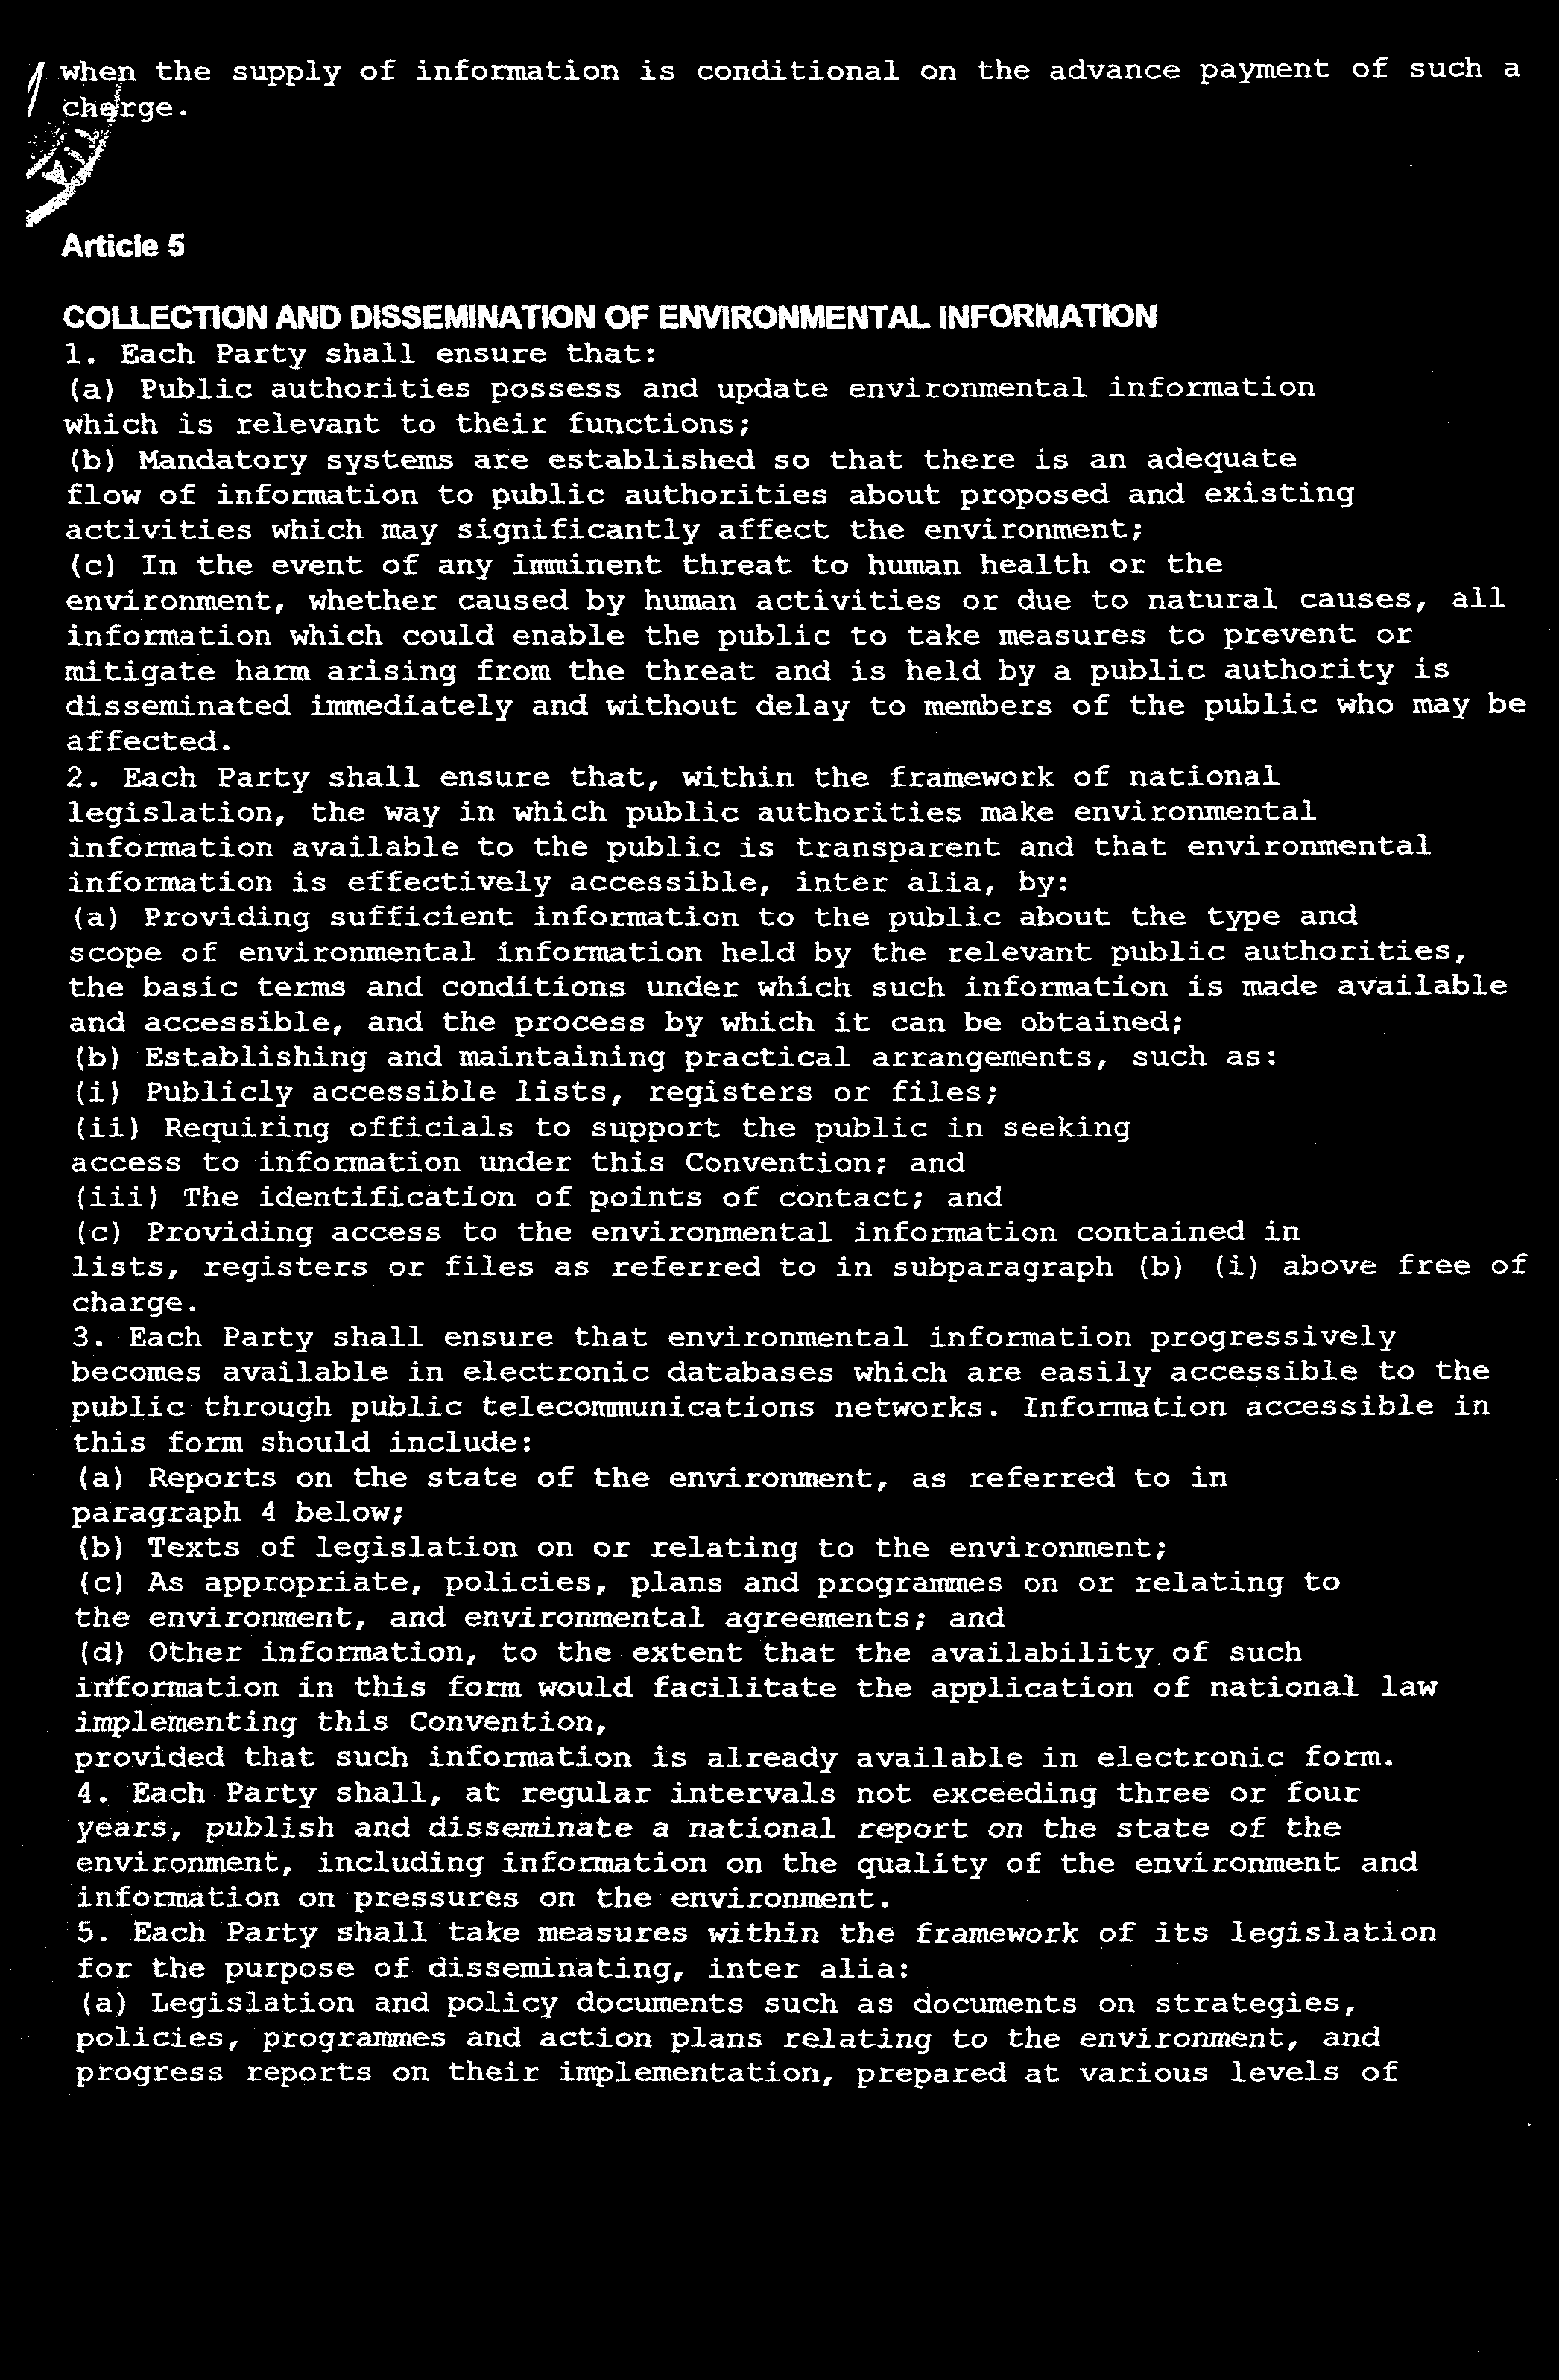 when the supply of information is conditional on the advance payment of such a
charge.
Article 5
COLLECTION AND DISSEMINATION OF ENVIRONMENTAL INFORMATION
1. Each Party shall ensure that:
(a) Public authorities possess and update environmental information
which is relevant to their functions;
(b) Mandatory systems are established so that there is an adequate
flow of information to public authorities about proposed and existing
activities which may significantly affect the environment;
(c) In the event of any imminent threat to human health or the
environment, whether caused by human activities or due to natural causes, all
information which could enable the public to take measures to prevent or
mitigate harm arising from the threat and is held by a public authority is
disseminated immediately and without delay to members of the public who may be
affected.
2. Each Party shall ensure that, within the framework of national
legislation, the way in which public authorities make environmental
information available to the public is transparent and that environmental
information is effectively accessible, inter alia, by:
(a) Providing sufficient information to the public about the type and
scope of environmental information held by the relevant public authorities,
the basic terms and conditions under which such information is made available
and accessible, and the process by which it can be obtained;
(b) Establishing and maintaining practical arrangements, such as:
(i) Publicly accessible lists, registers or files;
(ii) Requiring officials to support the public in seeking
access to information under this Convention; and
(iii) The identification of points of contact; and
(c) Providing access to the environmental information contained in
lists, registers or files as referred to in subparagraph (b) (i) above free of
charge.
3. Each Party shall ensure that environmental information progressively
becomes available in electronic databases which are easily accessible to the
public through public telecommunications networks. Information accessible in
this form should include:
(a) Reports on the state of the environment, as referred to in
paragraph 4 below;
(b) Texts of legislation on or relating to the environment;
(c) As appropriate, policies, plans and programmes on or relating to
the environment, and environmental agreements; and
(d) Other information, to the extent that the availability of such
information in this form would facilitate the application of national law
implementing this Convention,
provided that such information is already available in electronic form.
4. Each Party shall, at regular intervals not exceeding three or four
years, publish and disseminate a national report on the state of the
environment, including information on the quality of the environment and
information on pressures on the environment.
5. Each Party shall take measures within the framework of its legislation
for the purpose of disseminating, inter alia:
(a) Legislation and policy documents such as documents on strategies,
policies, programmes and action plans relating to the environment, and
progress reports on their implementation, prepared at various levels of